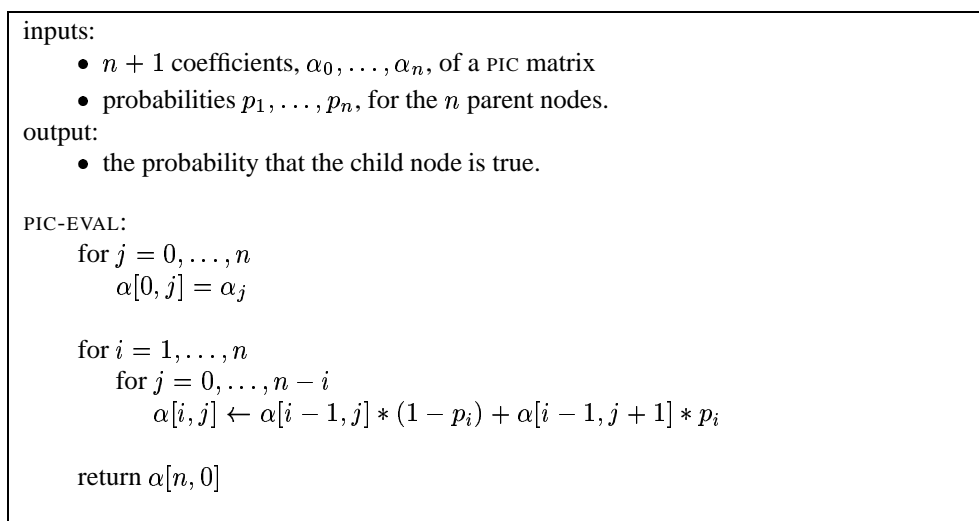 inputs:
• n + 1 coefficients, α₀, . . . , αₙ, of a PIC matrix
• probabilities p₁, . . . , pₙ, for the n parent nodes.
output:
• the probability that the child node is true.
PIC-EVAL:
for j = 0, . . . , n
α[0, j] = αⱼ
for i = 1, . . . , n
for j = 0, . . . , n − i
α[i, j] ← α[i − 1, j] ∗ (1 − pᵢ) + α[i − 1, j + 1] ∗ pᵢ
return α[n, 0]